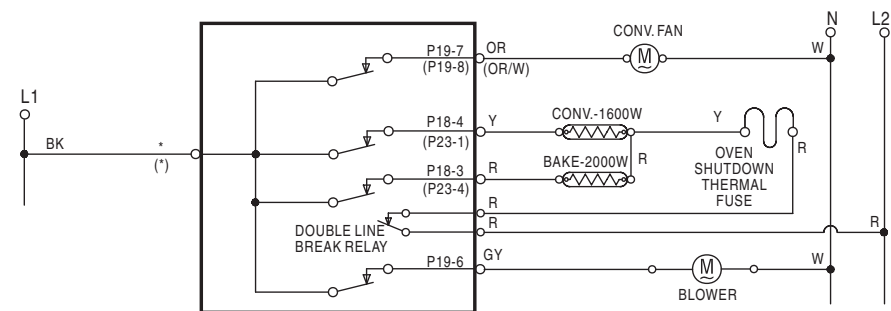 N
L2
CONV. FAN
P19-7
OR
W
(P19-8)
(OR/W)
M
L1
P18-4
Y
CONV.-1600W
Y
BK
*
(*)
(P23-1)
R
OVEN
SHUTDOWN
THERMAL
FUSE
R
P18-3
R
BAKE-2000W
(P23-4)
R
DOUBLE LINE
BREAK RELAY
R
R
P19-6
GY
M
W
BLOWER